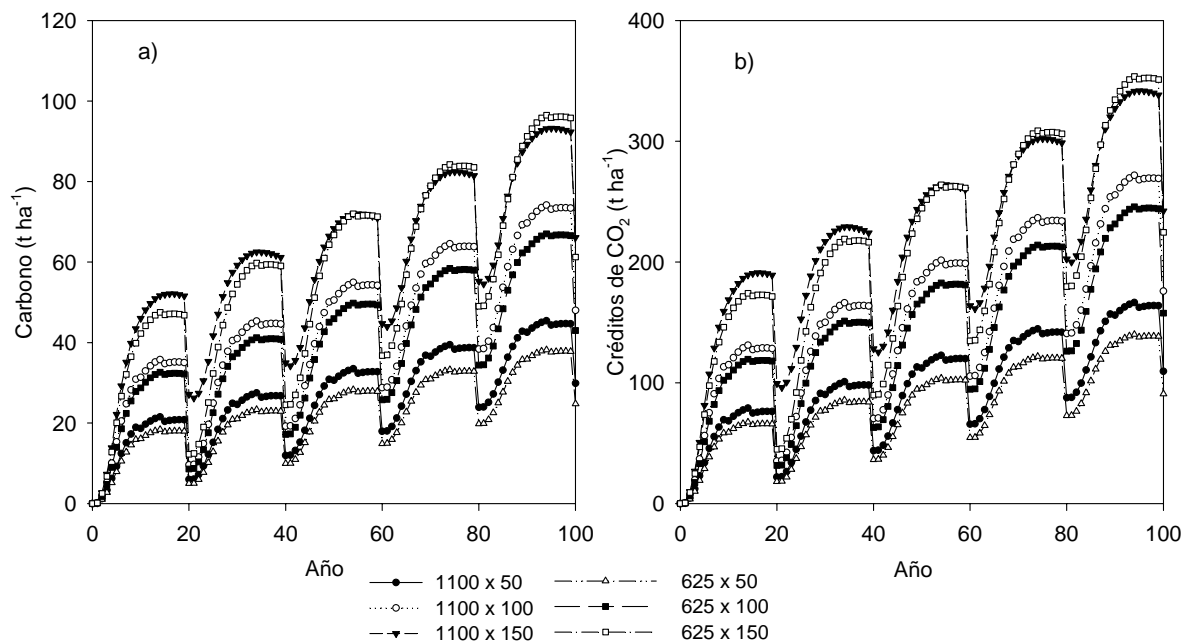 a)
Carbono (t ha-1)
120
100
80
60
40
20
0
0 20 40 60 80 100
Año
b)
Créditos de CO2 (t ha-1)
400
300
200
100
0
0 20 40 60 80 100
Año
1100 x 50
1100 x 100
1100 x 150
625 x 50
625 x 100
625 x 150